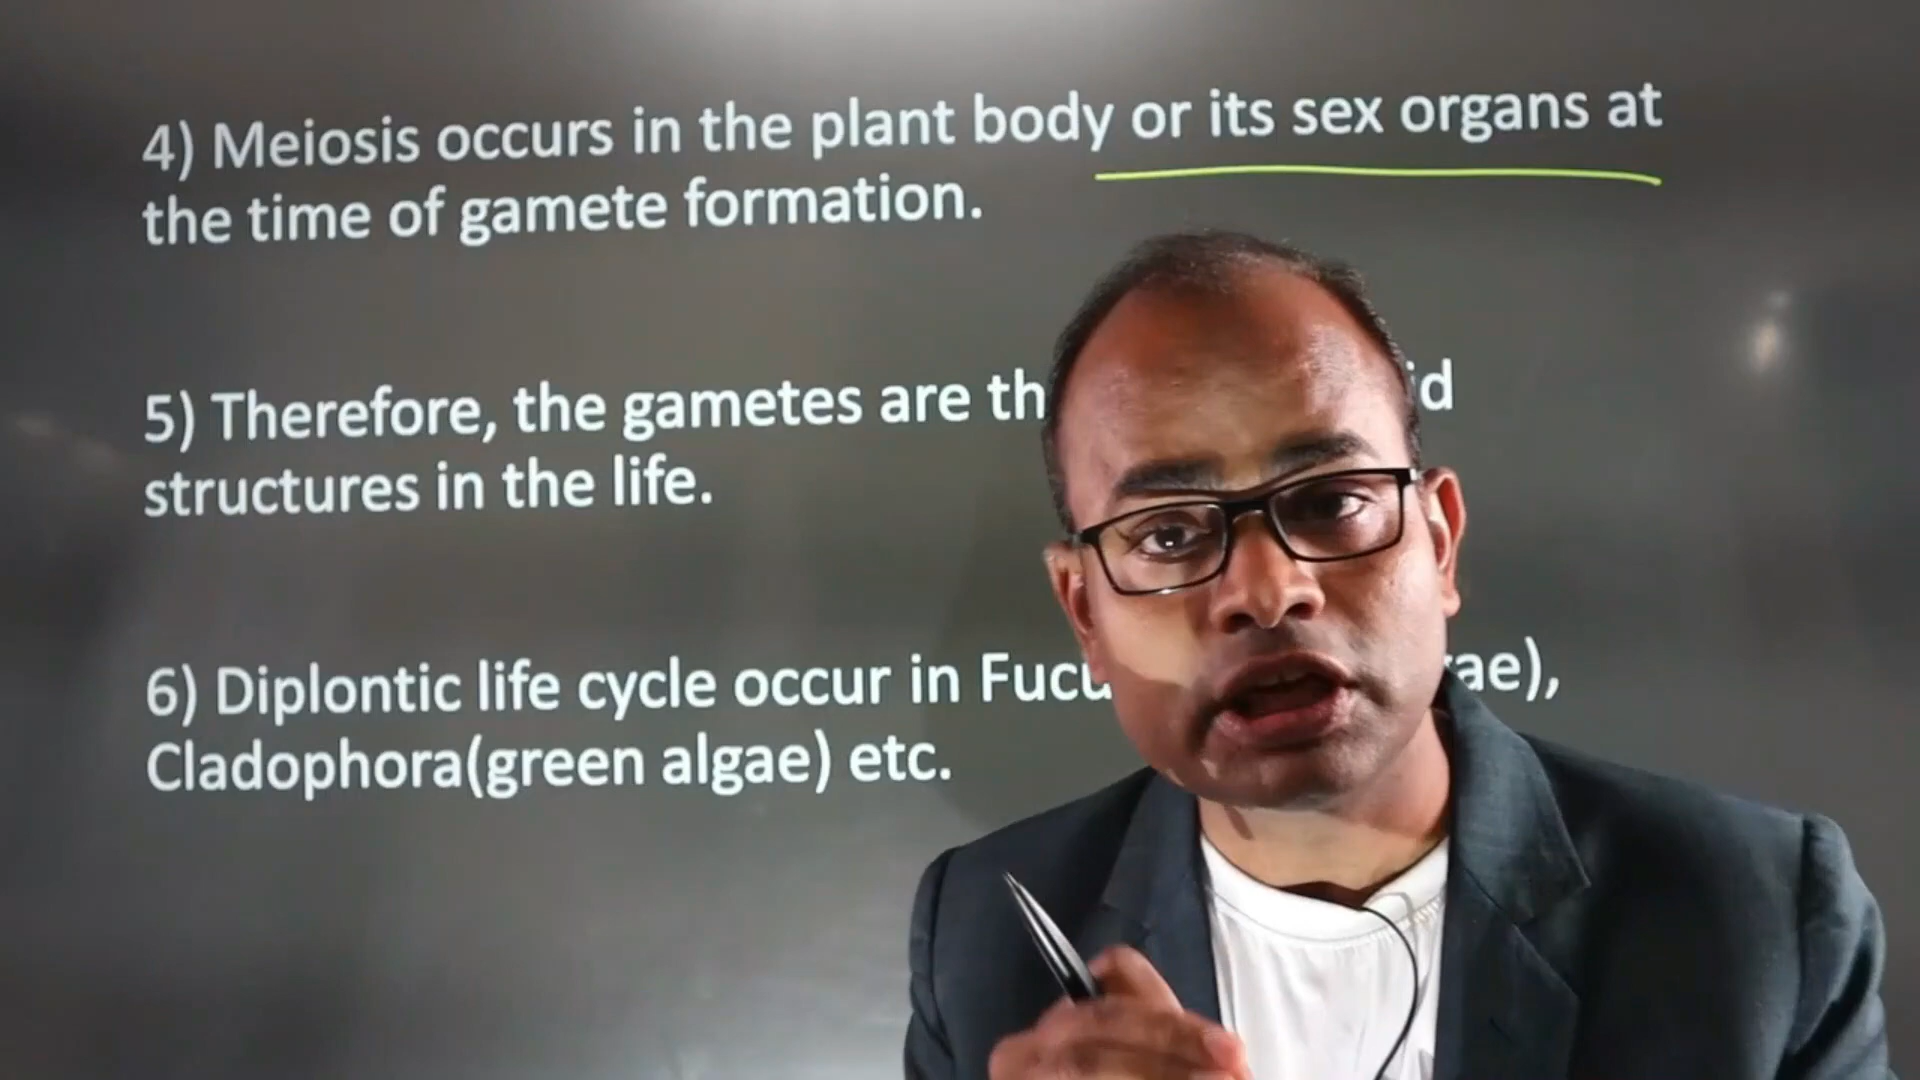 4) Meiosis occurs in the plant body or its sex organs at
the time of gamete formation.
5) Therefore, the gametes are
structures in the life.
6) Diplontic life cycle occur in
Cladophora(green algae) etc.